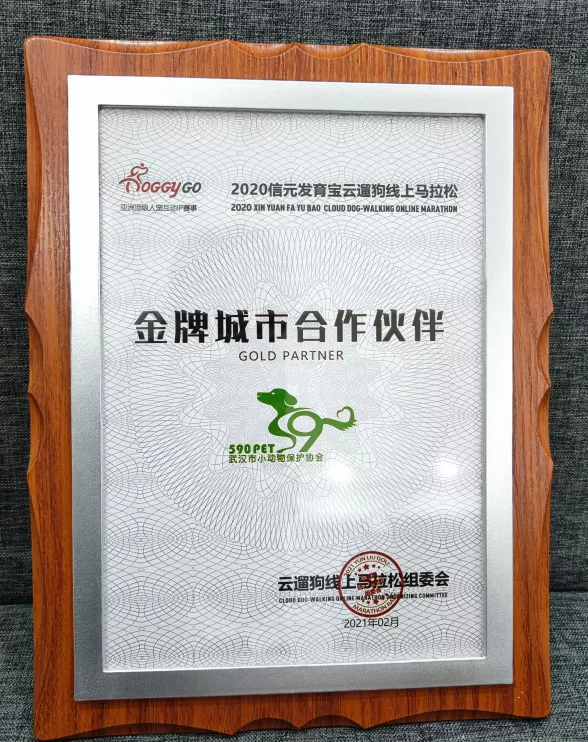 DOGGYGO
亚洲顶级人宠互动IP赛事
2020信元发育宝云遛狗线上马拉松
2020 XIN YUAN FA YU BAO CLOUD DOG-WALKING ONLINE MARATHON
金牌城市合作伙伴
GOLD PARTNER
590PET
武汉市小动物保护协会
云遛狗线上马拉松组委会
CLOUD DOG-WALKING ONLINE MARATHON ORGANIZING COMMITTEE
2021年02月